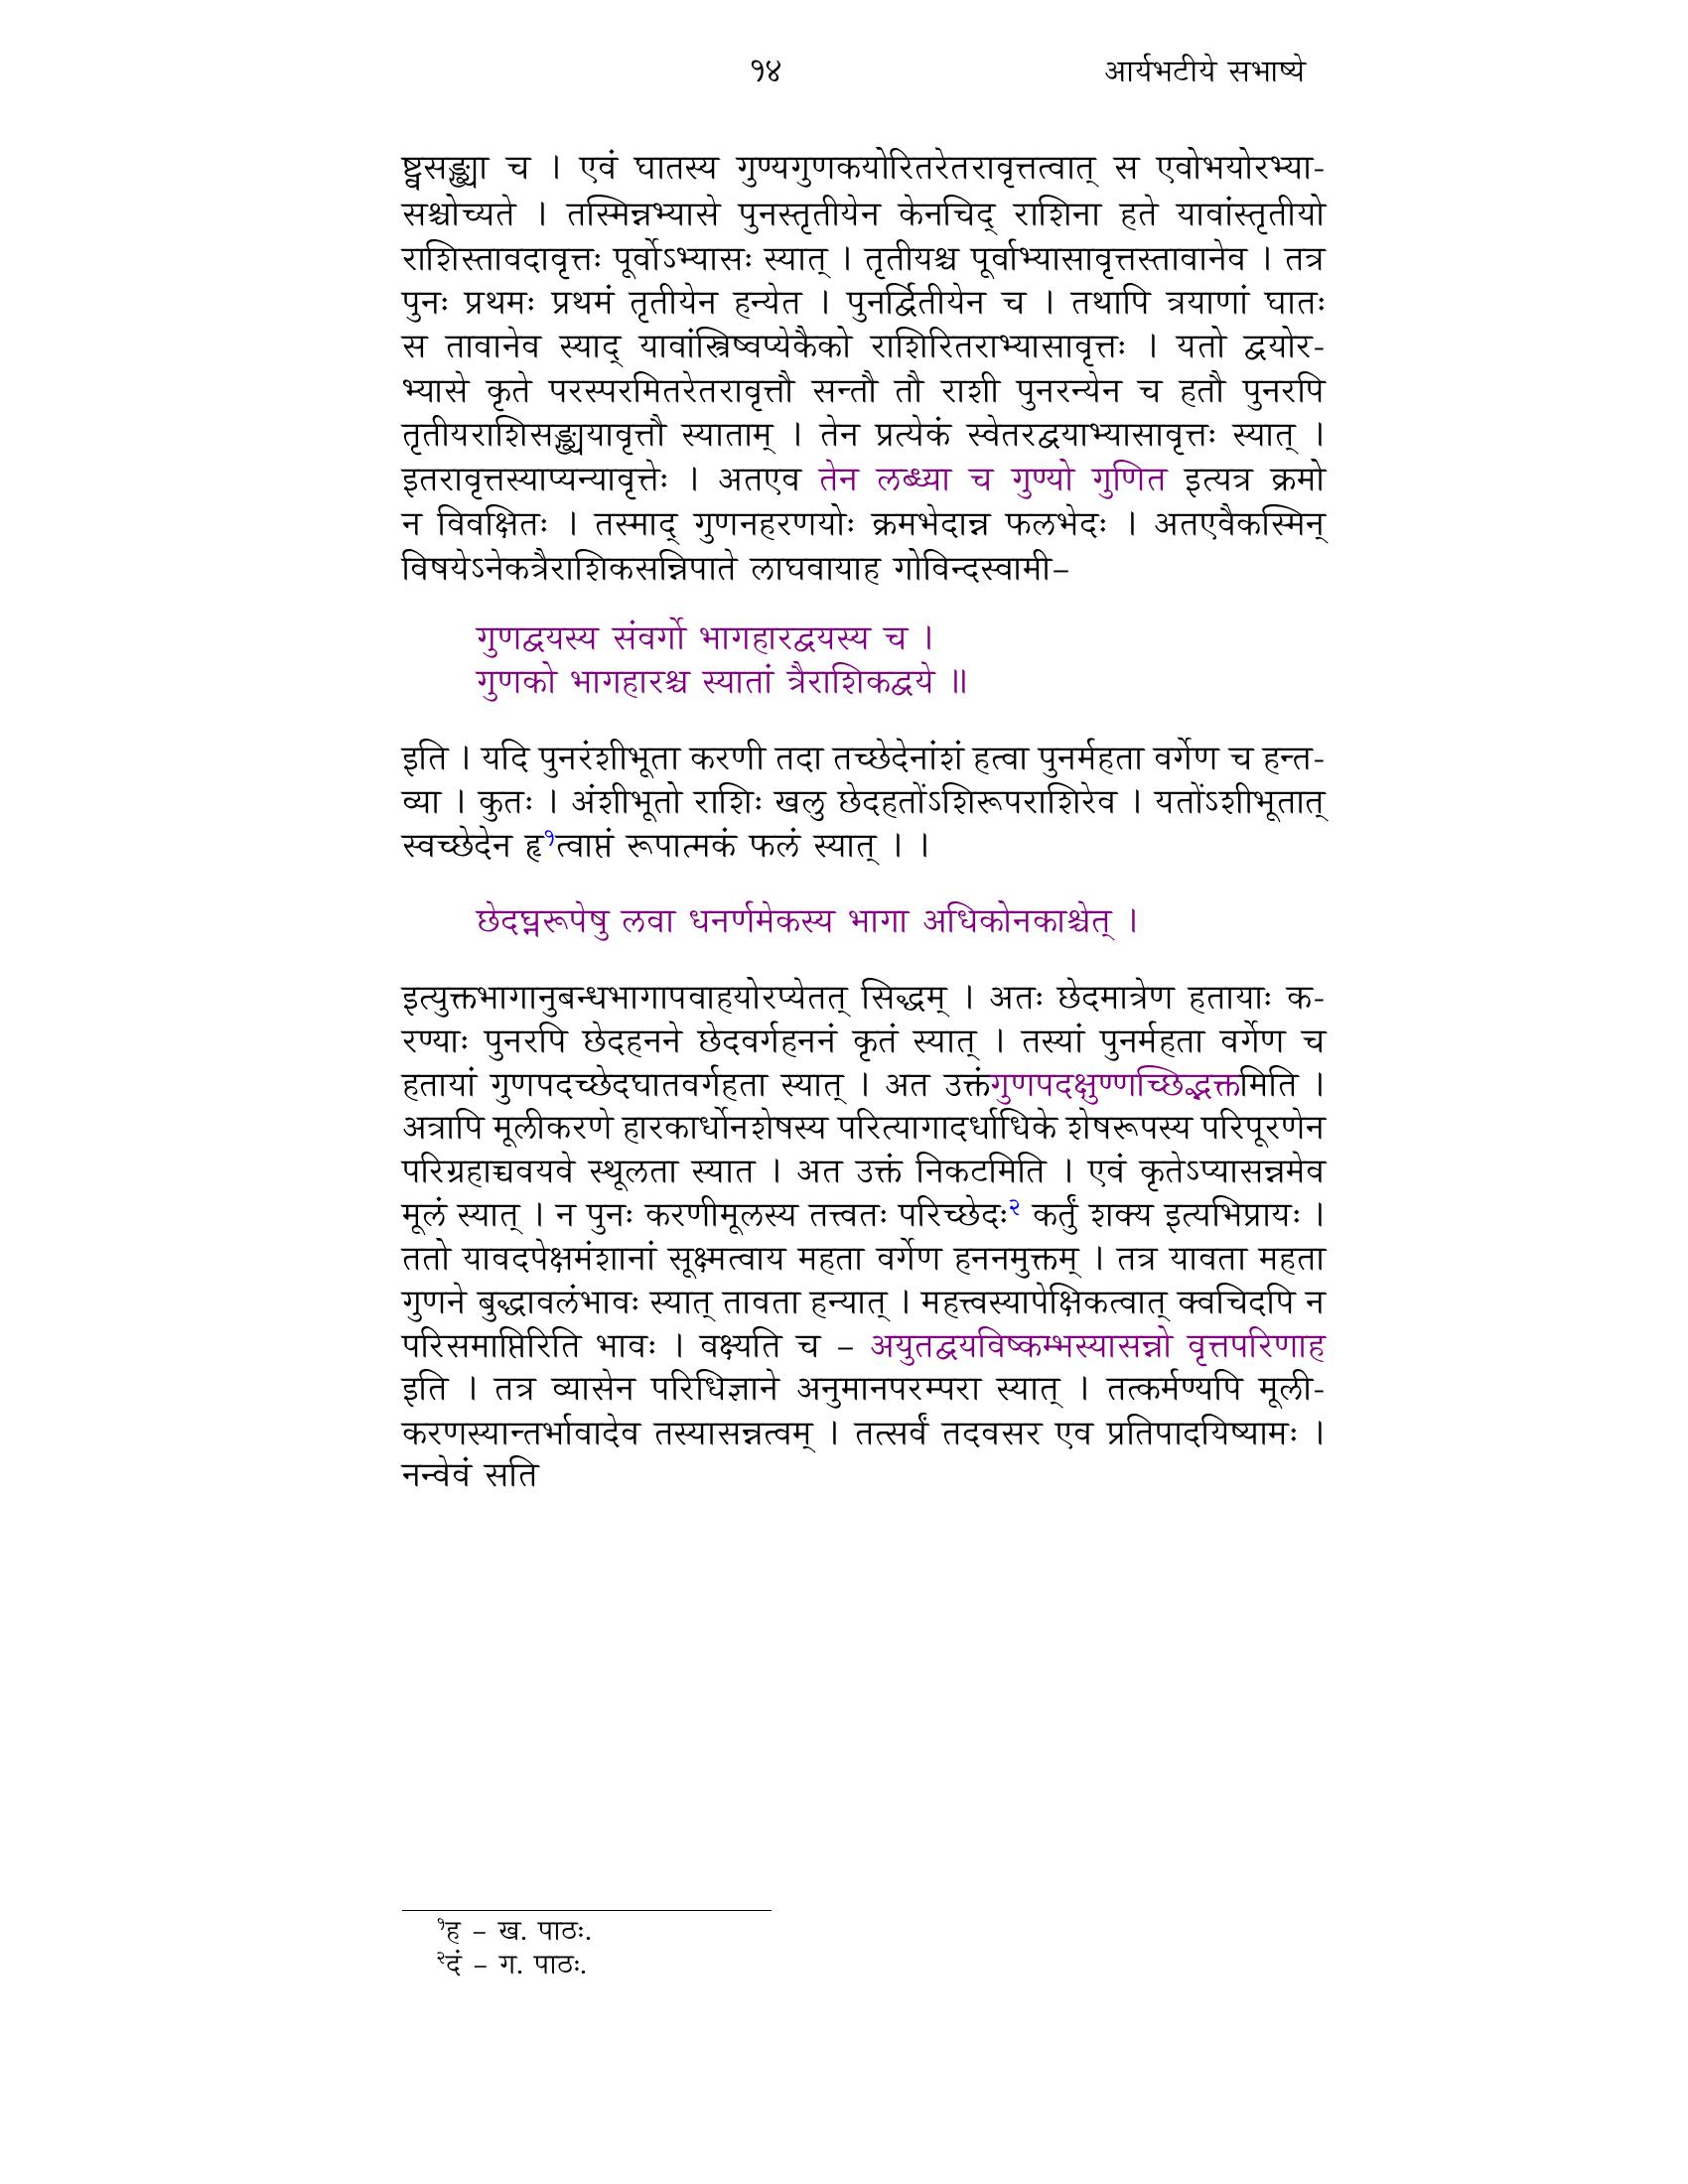 १४ आर्यभटीये सभाष्ये
ष्ट्वसङ्ख्या च । एवं घातस्य गुण्यगुणकयोरितरेतरावृत्तत्वात् स एवोभयोरभ्या-
सश्चोच्यते । तस्मिन्नभ्यासे पुनस्तृतीयेन केनचिद् राशिना हते यावांस्तृतीयो
राशिस्तावदावृत्तः पूर्वोऽभ्यासः स्यात् । तृतीयश्च पूर्वाभ्यासावृत्तस्तावानेव । तत्र
पुनः प्रथमः प्रथमं तृतीयेन हन्येत । पुनर्द्वितीयेन च । तथापि त्रयाणां घातः
स तावानेव स्याद् यावांस्त्रिष्वप्येकैको राशिरितराभ्यासावृत्तः । यतो द्वयोर-
भ्यासे कृते परस्परमितरेतरावृत्तौ सन्तौ तौ राशी पुनरन्येन च हतौ पुनरपि
तृतीयराशिसङ्ख्ययावृत्तौ स्याताम् । तेन प्रत्येकं स्वेतरद्वयाभ्यासावृत्तः स्यात् ।
इतरावृत्तस्याप्यन्यावृत्तेः । अतएव तेन लब्ध्या च गुण्यो गुणित इत्यत्र क्रमो
न विवक्षितः । तस्माद् गुणनहरणयोः क्रमभेदान्न फलभेदः । अतएवैकस्मिन्
विषयेऽनेकत्रैराशिकसन्निपाते लाघवायाह गोविन्दस्वामी–
गुणद्वयस्य संवर्गो भागहारद्वयस्य च ।
गुणको भागहारश्च स्यातां त्रैराशिकद्वये ॥
इति । यदि पुनरंशीभूता करणी तदा तच्छेदेनांशं हत्वा पुनर्महता वर्गेण च हन्त-
व्या । कुतः । अंशीभूतो राशिः खलु छेदहतोंऽशिरूपराशिरेव । यतोंऽशीभूतात्
स्वच्छेदेन हृ१त्वाप्तं रूपात्मकं फलं स्यात् । ।
छेदघ्नरूपेषु लवा धनर्णमेकस्य भागा अधिकोनकाश्चेत् ।
इत्युक्तभागानुबन्धभागापवाहयोरप्येतत् सिद्धम् । अतः छेदमात्रेण हतायाः क-
रण्याः पुनरपि छेदहनने छेदवर्गहननं कृतं स्यात् । तस्यां पुनर्महता वर्गेण च
हतायां गुणपदच्छेदघातवर्गहता स्यात् । अत उक्तंगुणपदक्षुण्णच्छिद्भक्तमिति ।
अत्रापि मूलीकरणे हारकार्धोनशेषस्य परित्यागादर्धाधिके शेषरूपस्य परिपूरणेन
परिग्रहाच्चवयवे स्थूलता स्यात । अत उक्तं निकटमिति । एवं कृतेऽप्यासन्नमेव
मूलं स्यात् । न पुनः करणीमूलस्य तत्त्वतः परिच्छेदः२ कर्तुं शक्य इत्यभिप्रायः ।
ततो यावदपेक्षमंशानां सूक्ष्मत्वाय महता वर्गेण हननमुक्तम् । तत्र यावता महता
गुणने बुद्धावलंभावः स्यात् तावता हन्यात् । महत्त्वस्यापेक्षिकत्वात् क्वचिदपि न
परिसमाप्तिरिति भावः । वक्ष्यति च – अयुतद्वयविष्कम्भस्यासन्नो वृत्तपरिणाह
इति । तत्र व्यासेन परिधिज्ञाने अनुमानपरम्परा स्यात् । तत्कर्मण्यपि मूली-
करणस्यान्तर्भावादेव तस्यासन्नत्वम् । तत्सर्वं तदवसर एव प्रतिपादयिष्यामः ।
नन्वेवं सति
१ह – ख. पाठः.
२दं – ग. पाठः.